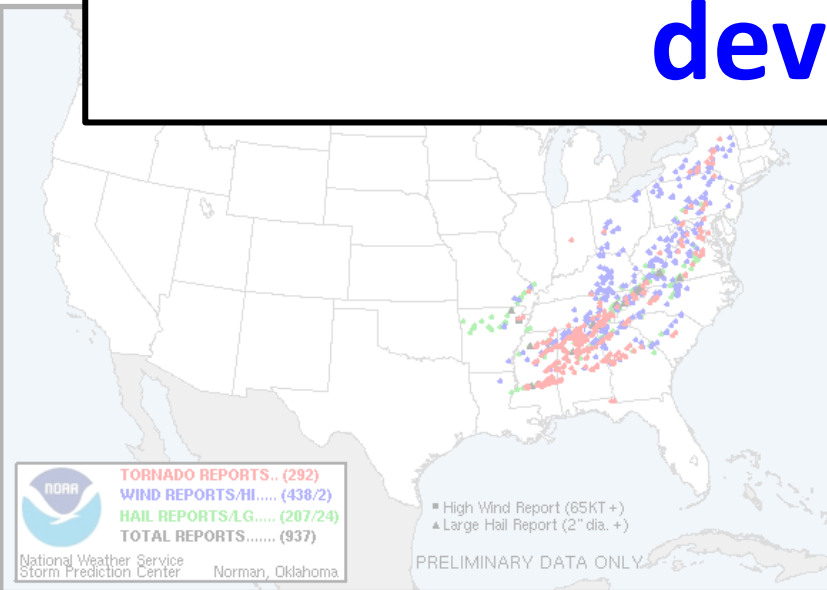 dev
NOAA
TORNADO REPORTS.. (292)
WIND REPORTS/HI..... (438/2)
HAIL REPORTS/LG..... (207/24)
TOTAL REPORTS....... (937)
National Weather Service
Storm Prediction Center Norman, Oklahoma
■ High Wind Report (65KT +)
▲ Large Hail Report (2" dia. +)
PRELIMINARY DATA ONLY